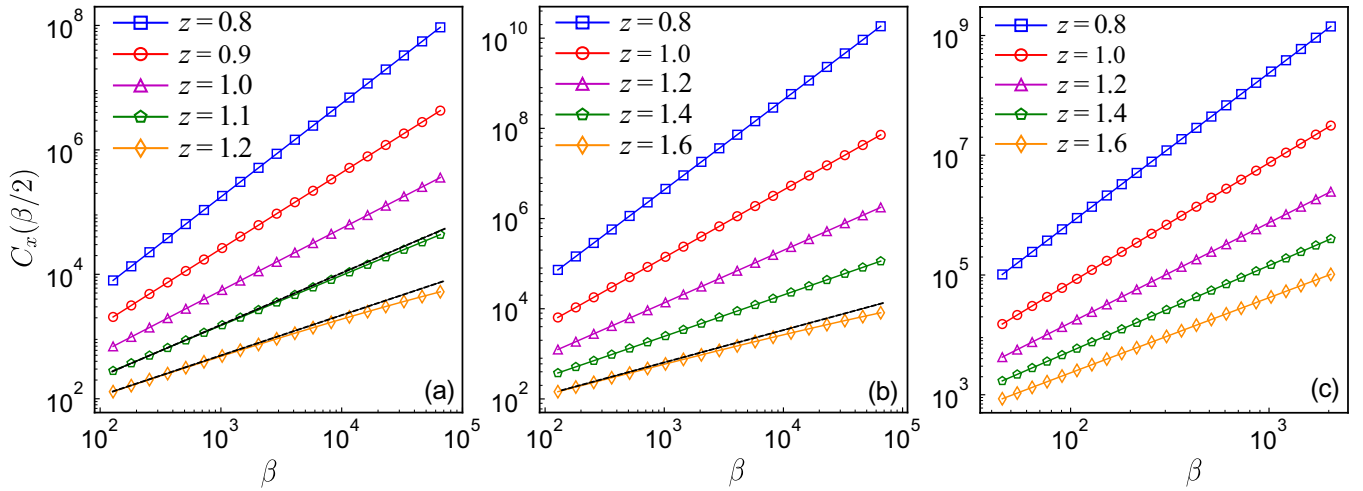 10^8
10^6
10^4
10^2
C_x(β/2)
z = 0.8
z = 0.9
z = 1.0
z = 1.1
z = 1.2
(a)
10^2 10^3 10^4 10^5
β
10^10
10^8
10^6
10^4
10^2
z = 0.8
z = 1.0
z = 1.2
z = 1.4
z = 1.6
(b)
10^2 10^3 10^4 10^5
β
10^9
10^7
10^5
10^3
z = 0.8
z = 1.0
z = 1.2
z = 1.4
z = 1.6
(c)
10^2 10^3
β